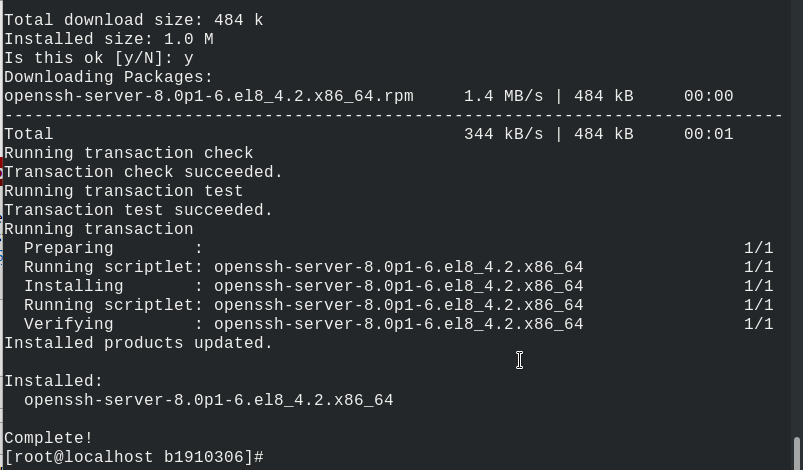 Total download size: 484 k
Installed size: 1.0 M
Is this ok [y/N]: y
Downloading Packages:
openssh-server-8.0p1-6.el8_4.2.x86_64.rpm     1.4 MB/s | 484 kB     00:00
------------------------------------------------------------------------------
Total                                         344 kB/s | 484 kB     00:01
Running transaction check
Transaction check succeeded.
Running transaction test
Transaction test succeeded.
Running transaction
  Preparing        :                                                      1/1
  Running scriptlet: openssh-server-8.0p1-6.el8_4.2.x86_64                1/1
  Installing       : openssh-server-8.0p1-6.el8_4.2.x86_64                1/1
  Running scriptlet: openssh-server-8.0p1-6.el8_4.2.x86_64                1/1
  Verifying        : openssh-server-8.0p1-6.el8_4.2.x86_64                1/1
Installed products updated.

Installed:
  openssh-server-8.0p1-6.el8_4.2.x86_64

Complete!
[root@localhost b1910306]#